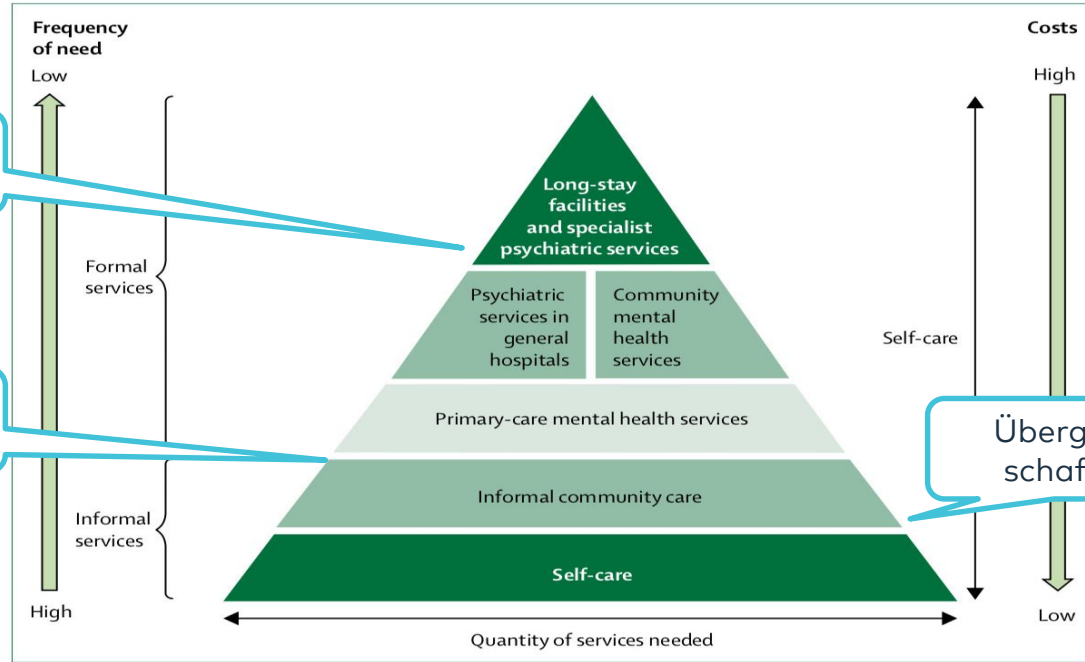 Frequency
of need
Low
Costs
High
Long-stay
facilities
and specialist
psychiatric services
Formal
services
Psychiatric
services in
general
hospitals
Community
mental
health
services
Self-care
Primary-care mental health services
Informal community care
Informal
services
Self-care
High
Low
Quantity of services needed